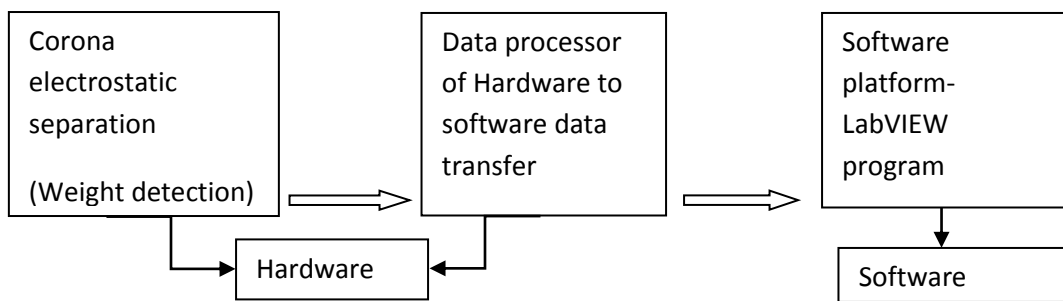 Corona
electrostatic
separation
(Weight detection)
Data processor
of Hardware to
software data
transfer
Software
platform-
LabVIEW
program
Hardware
Software